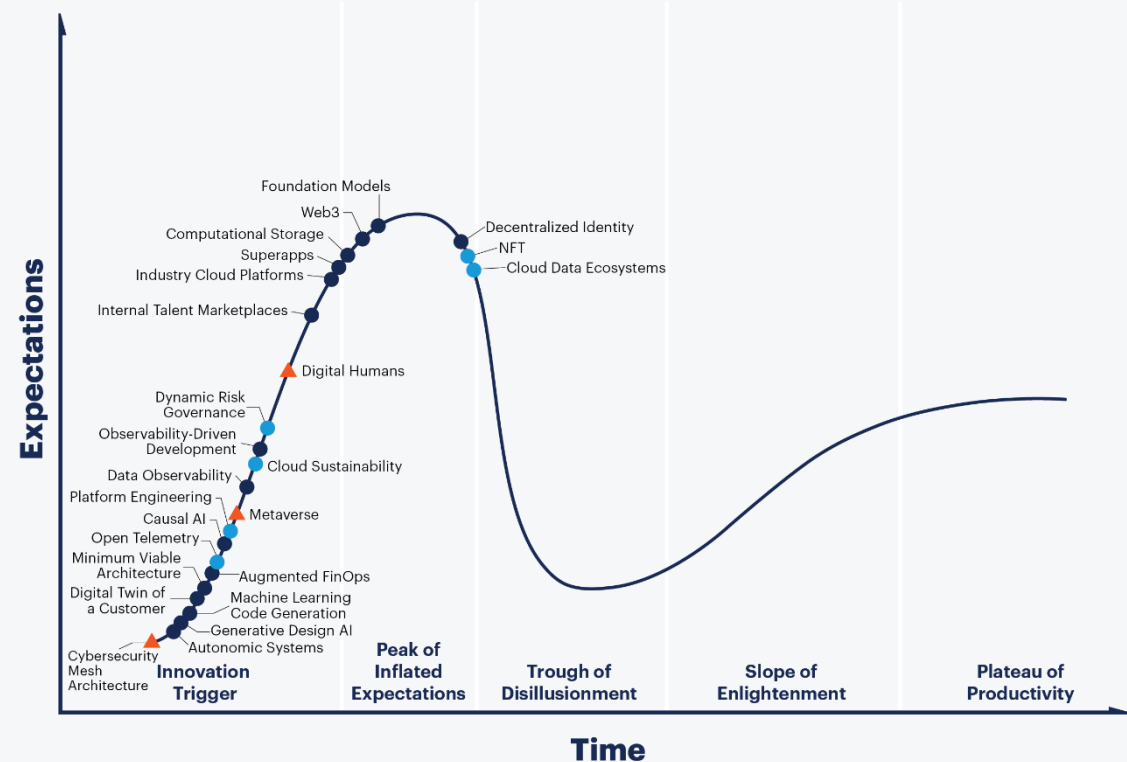 Foundation Models
Web3
Computational Storage
Superapps
Industry Cloud Platforms
Internal Talent Marketplaces
Decentralized Identity
NFT
Cloud Data Ecosystems
Digital Humans
Dynamic Risk
Governance
Observability-Driven
Development
Cloud Sustainability
Data Observability
Platform Engineering
Metaverse
Causal AI
Open Telemetry
Minimum Viable
Architecture
Augmented FinOps
Digital Twin of
a Customer
Machine Learning
Code Generation
Generative Design AI
Autonomic Systems
Cybersecurity
Mesh
Architecture
Innovation
Trigger
Peak of
Inflated
Expectations
Trough of
Disillusionment
Slope of
Enlightenment
Plateau of
Productivity
Expectations
Time